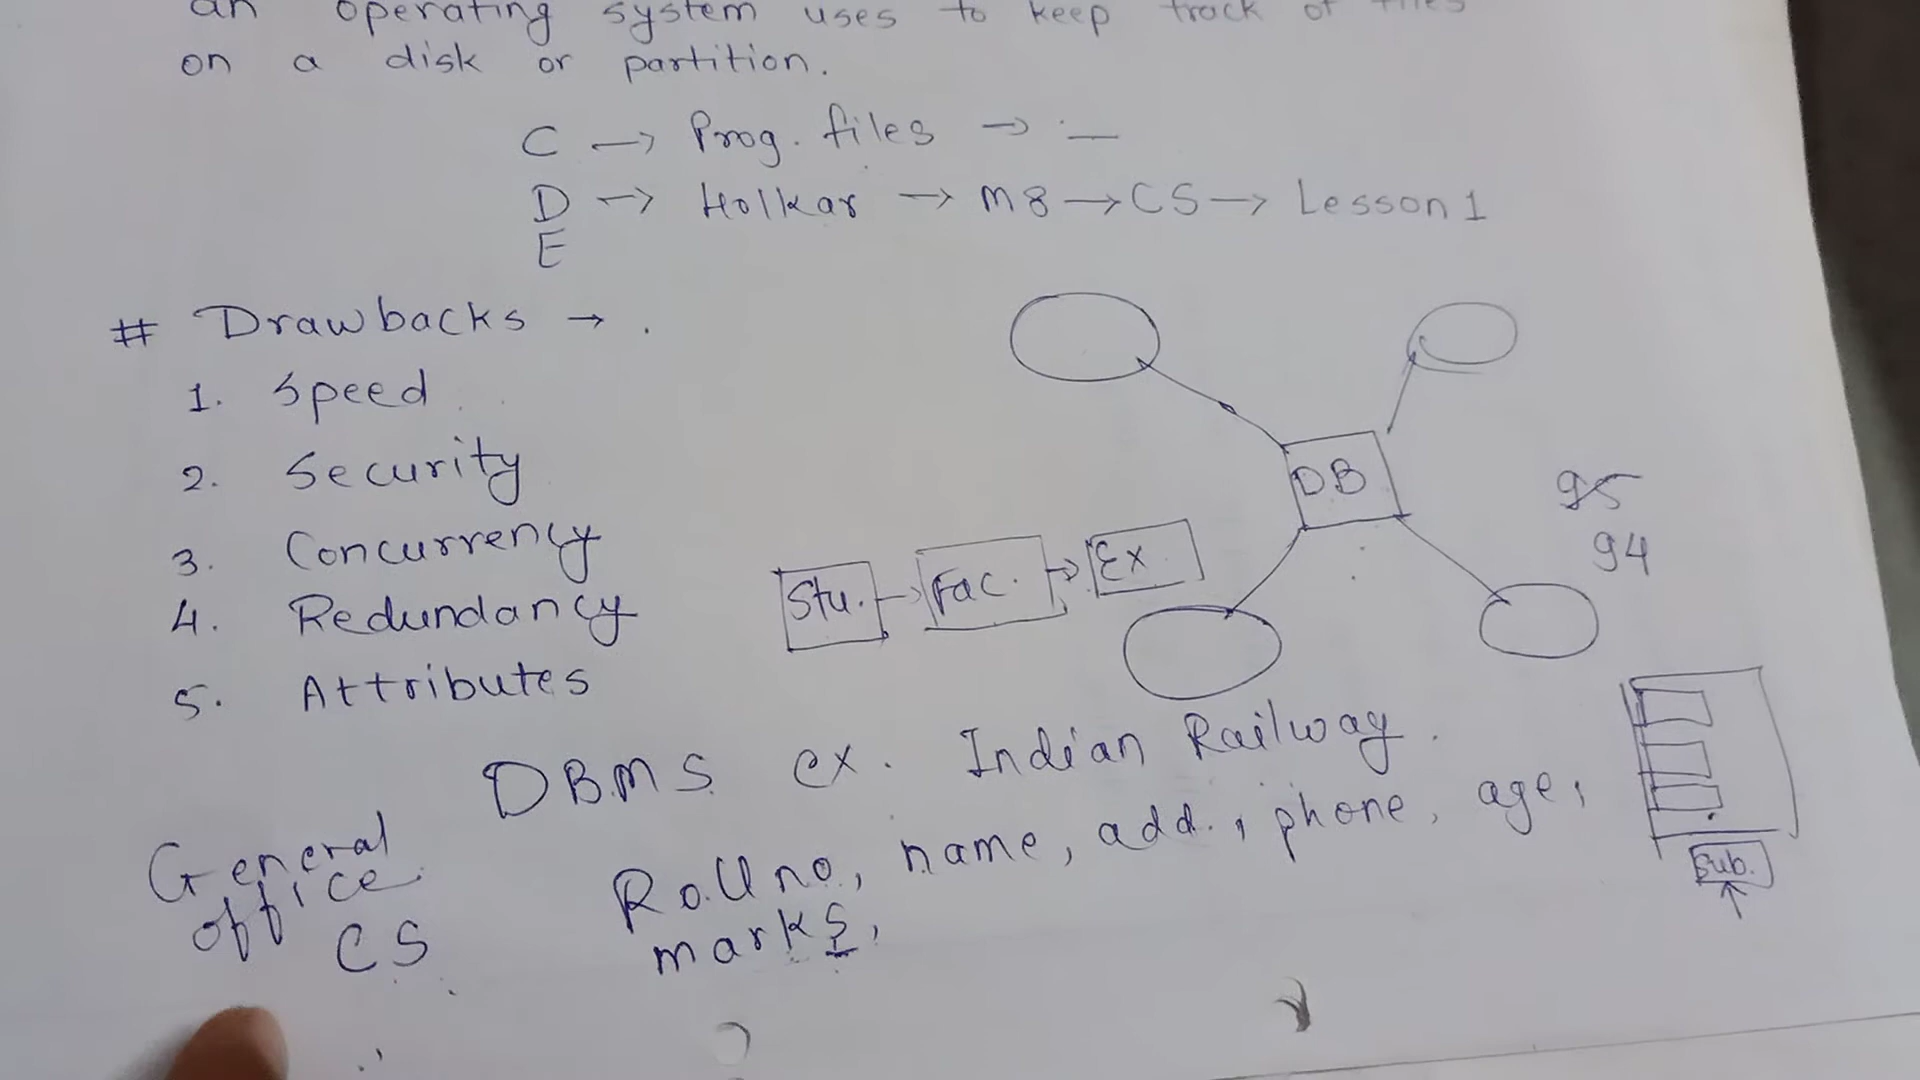 an operating system uses to keep track of files
on a disk or partition.
C → Prog. files → —
D → Holkar → M8 → CS → Lesson 1
E
# Drawbacks → .
1. Speed
2. Security
3. Concurrency
4. Redundancy
5. Attributes
DB
95
94
Stu. → Fac. → Ex.
DBMS ex. Indian Railway.
General
office
CS
Roll no, name, add., phone, age,
marks,
Sub.